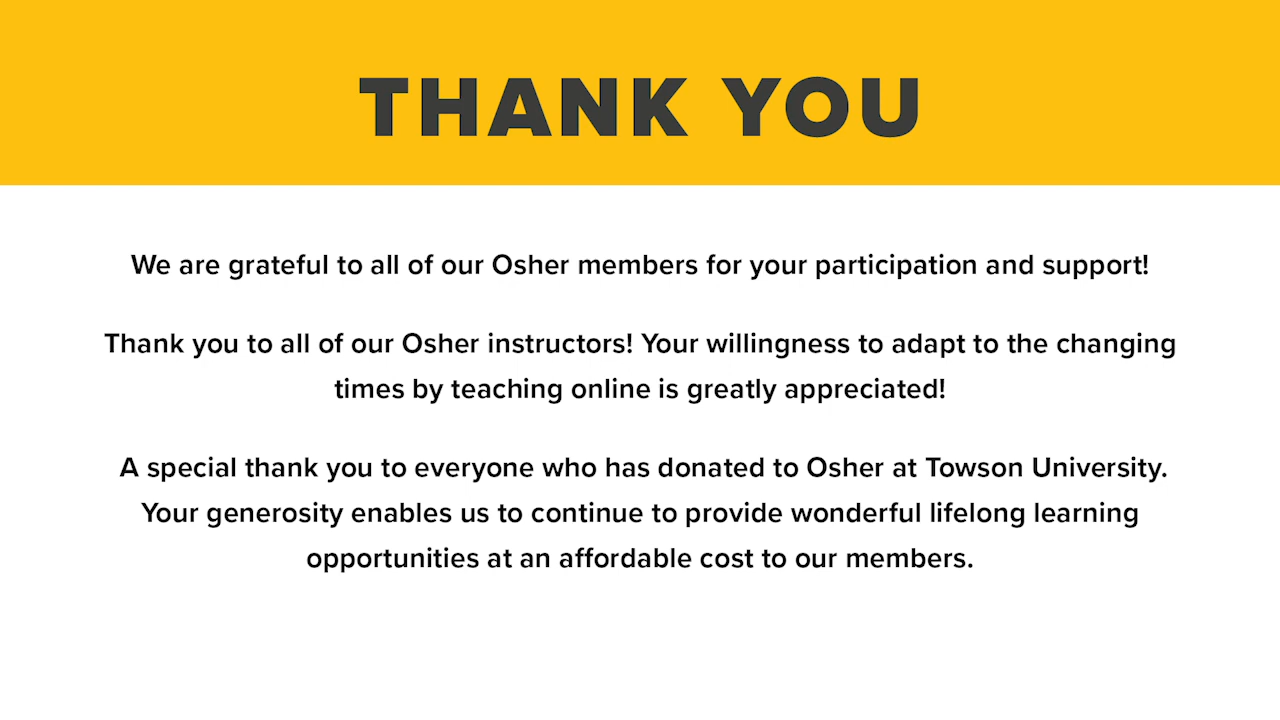 THANK YOU
We are grateful to all of our Osher members for your participation and support!
Thank you to all of our Osher instructors! Your willingness to adapt to the changing
times by teaching online is greatly appreciated!
A special thank you to everyone who has donated to Osher at Towson University.
Your generosity enables us to continue to provide wonderful lifelong learning
opportunities at an affordable cost to our members.